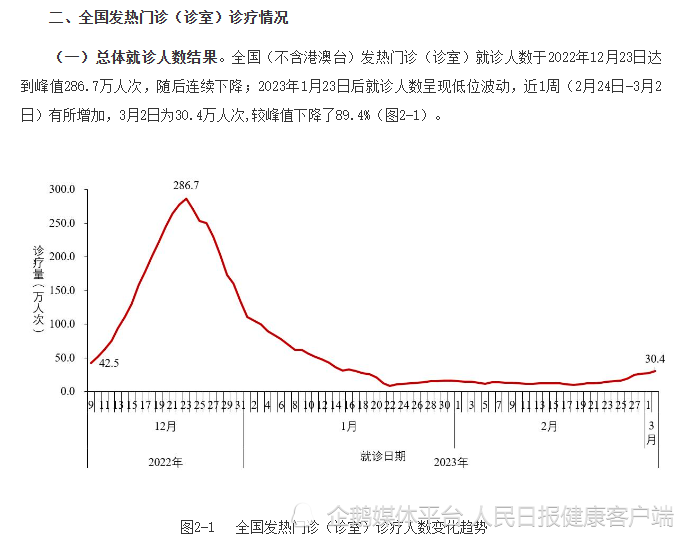 二、全国发热门诊（诊室）诊疗情况
（一）总体就诊人数结果。全国（不含港澳台）发热门诊（诊室）就诊人数于2022年12月23日达
到峰值286.7万人次，随后连续下降；2023年1月23日后就诊人数呈现低位波动，近1周（2月24日-3月2
日）有所增加，3月2日为30.4万人次,较峰值下降了89.4%（图2-1）。
286.7
300.0
250.0
200.0
150.0
100.0
50.0
0.0
诊疗量（万人次）
42.5
30.4
9 11 13 15 17 19 21 23 25 27 29 31 2 4 6 8 10 12 14 16 18 20 22 24 26 28 30 1 3 5 7 9 11 13 15 17 19 21 23 25 27 1
12月 1月 2月 3月
就诊日期
2022年 2023年
企鹅媒体平台 人民日报健康客户端
图2-1 全国发热门诊（诊室）诊疗人数变化趋势